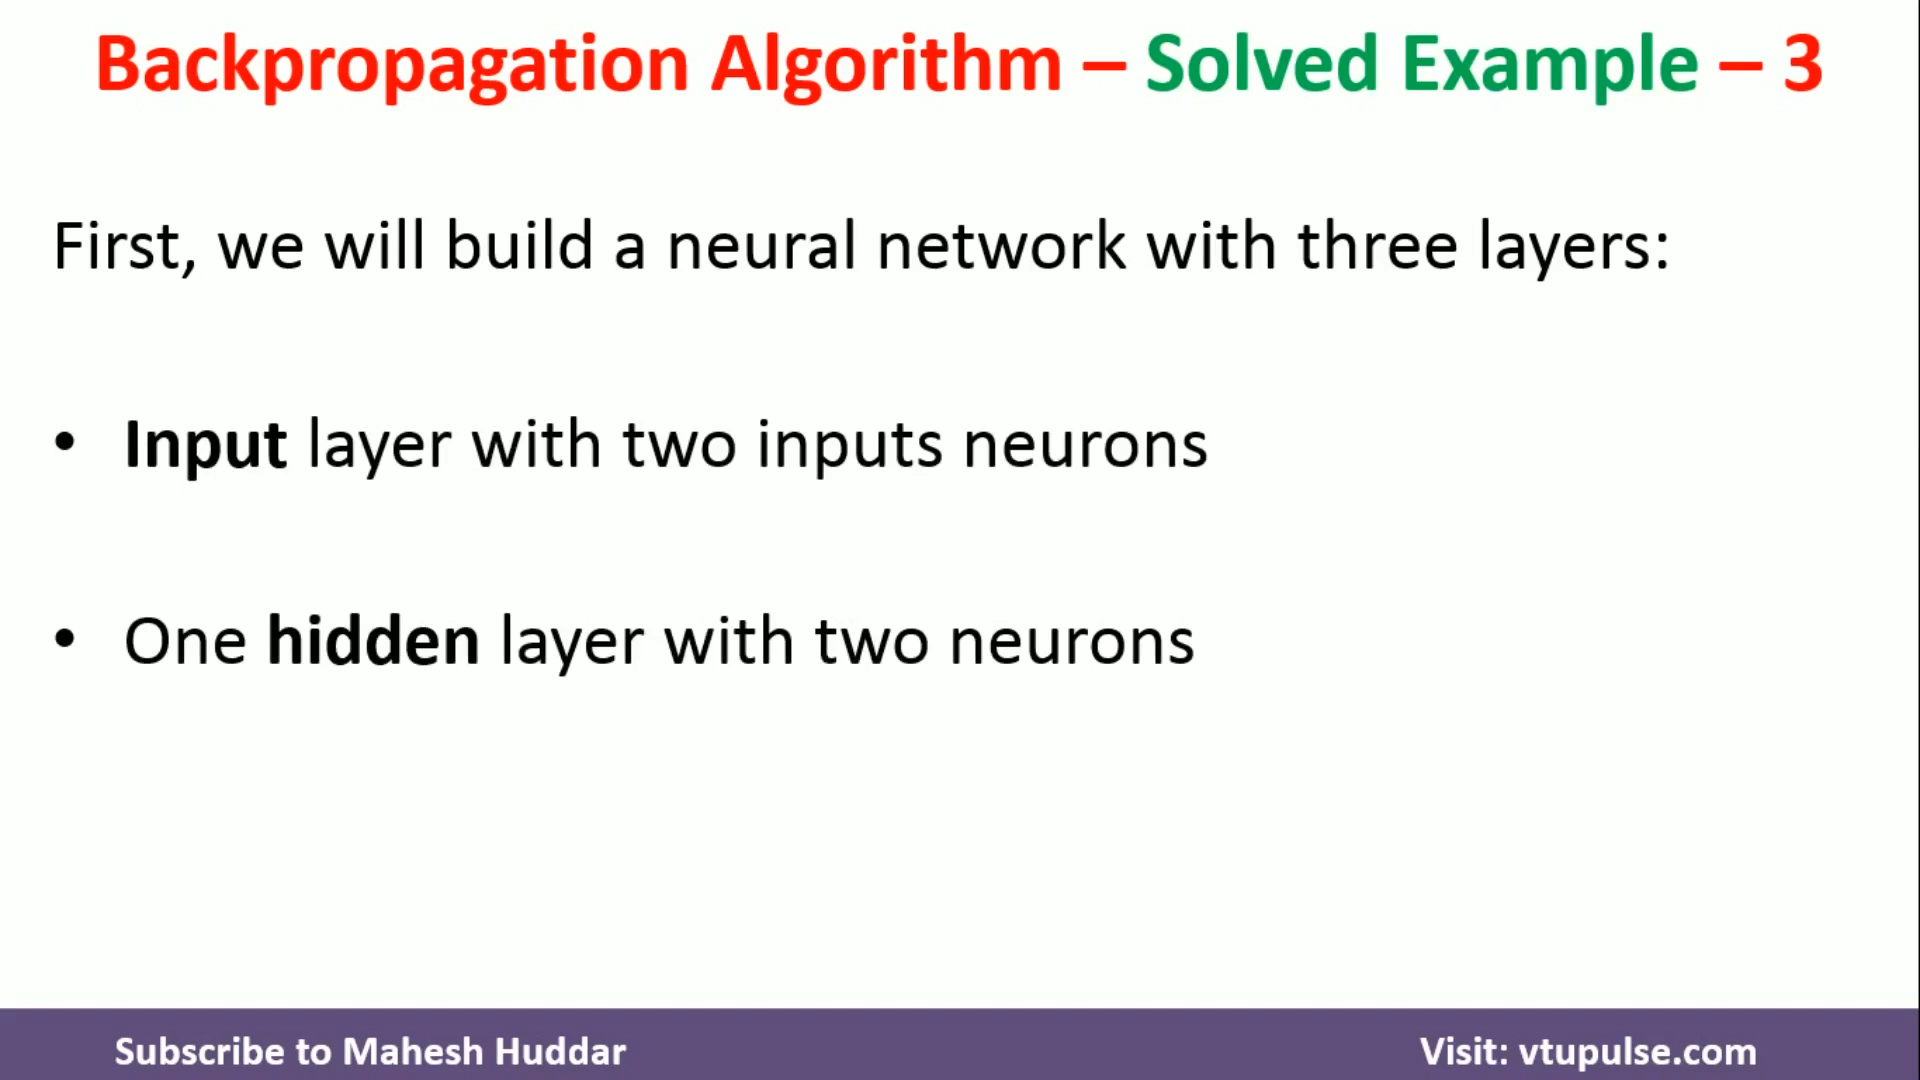 Backpropagation Algorithm – Solved Example – 3
First, we will build a neural network with three layers:
• Input layer with two inputs neurons
• One hidden layer with two neurons
Subscribe to Mahesh Huddar
Visit: vtupulse.com